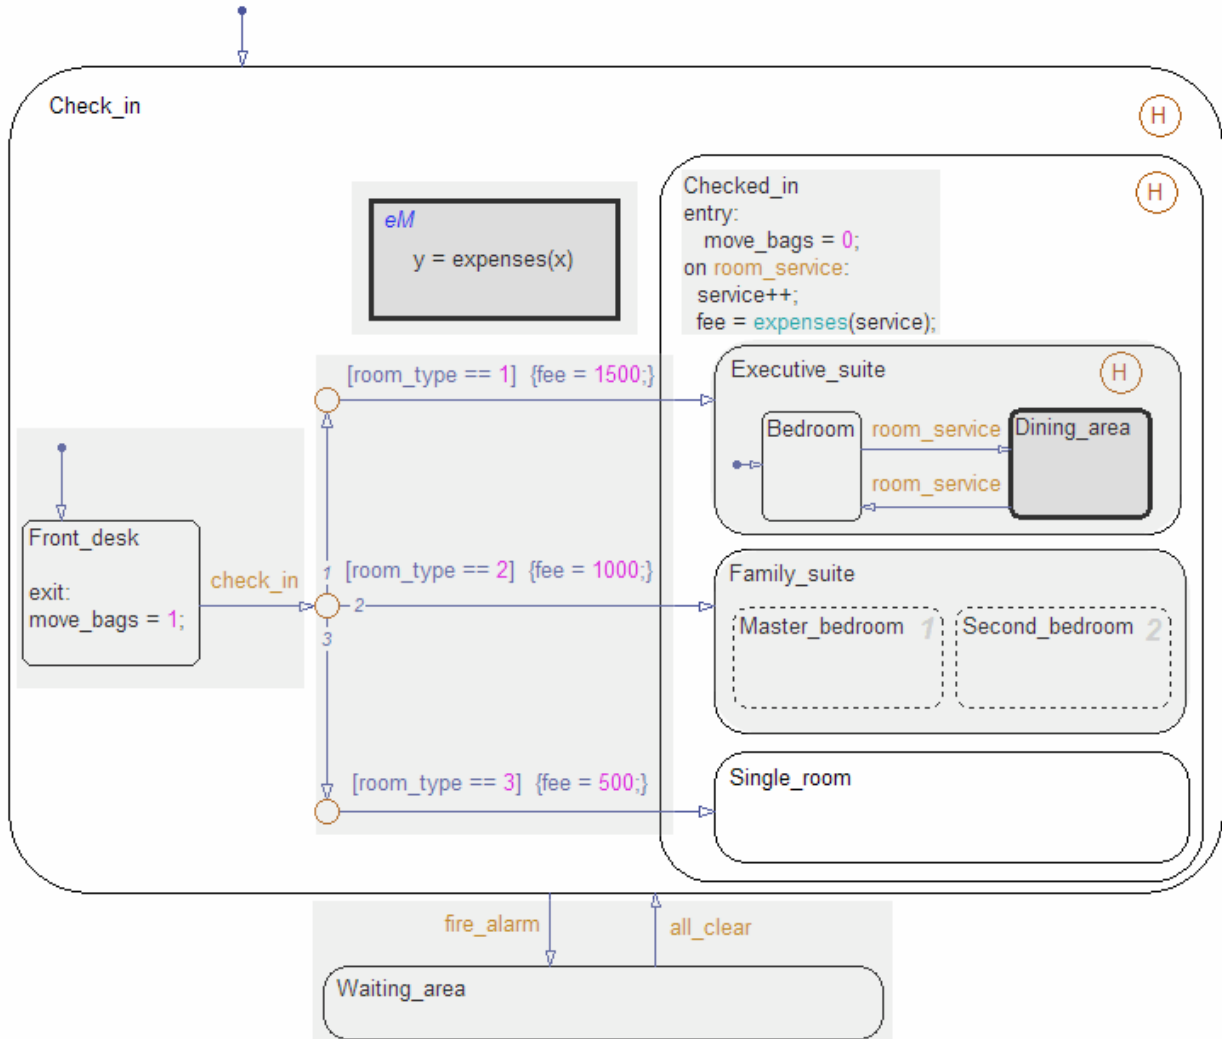 Check_in
H
Checked_in
H
entry:
move_bags = 0;
on room_service:
service++;
fee = expenses(service);
eM
y = expenses(x)
[room_type == 1] {fee = 1500;}
Executive_suite
H
Bedroom
room_service
Dining_area
room_service
Front_desk
exit:
move_bags = 1;
check_in
1
2
3
[room_type == 2] {fee = 1000;}
Family_suite
Master_bedroom 1
Second_bedroom 2
[room_type == 3] {fee = 500;}
Single_room
fire_alarm
all_clear
Waiting_area